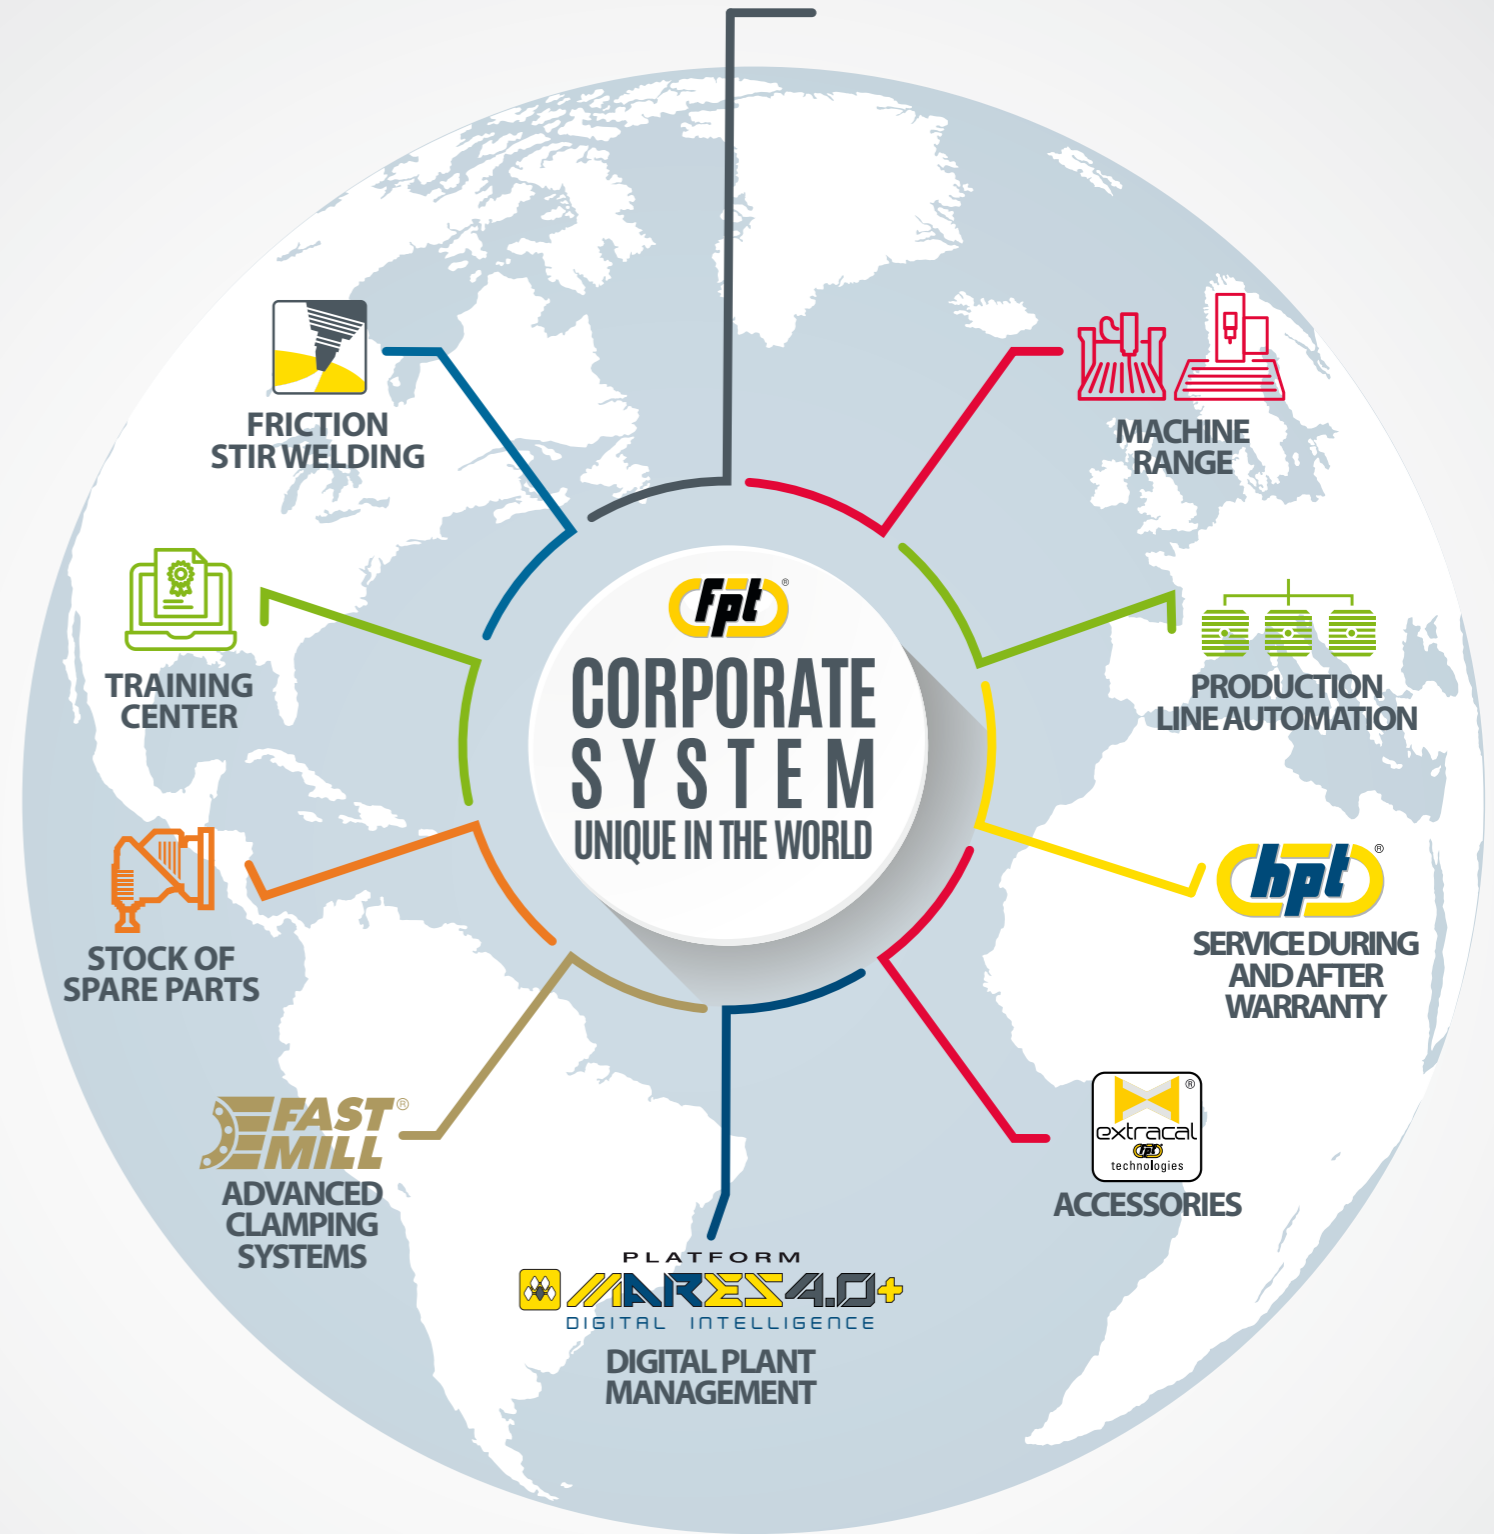 fpt®
CORPORATE
SYSTEM
UNIQUE IN THE WORLD
MACHINE
RANGE
PRODUCTION
LINE AUTOMATION
hpt®
SERVICE DURING
AND AFTER
WARRANTY
®
extracal
fpt
technologies
ACCESSORIES
PLATFORM
MARES 4.0+
DIGITAL INTELLIGENCE
DIGITAL PLANT
MANAGEMENT
FAST®
MILL
ADVANCED
CLAMPING
SYSTEMS
STOCK OF
SPARE PARTS
TRAINING
CENTER
FRICTION
STIR WELDING